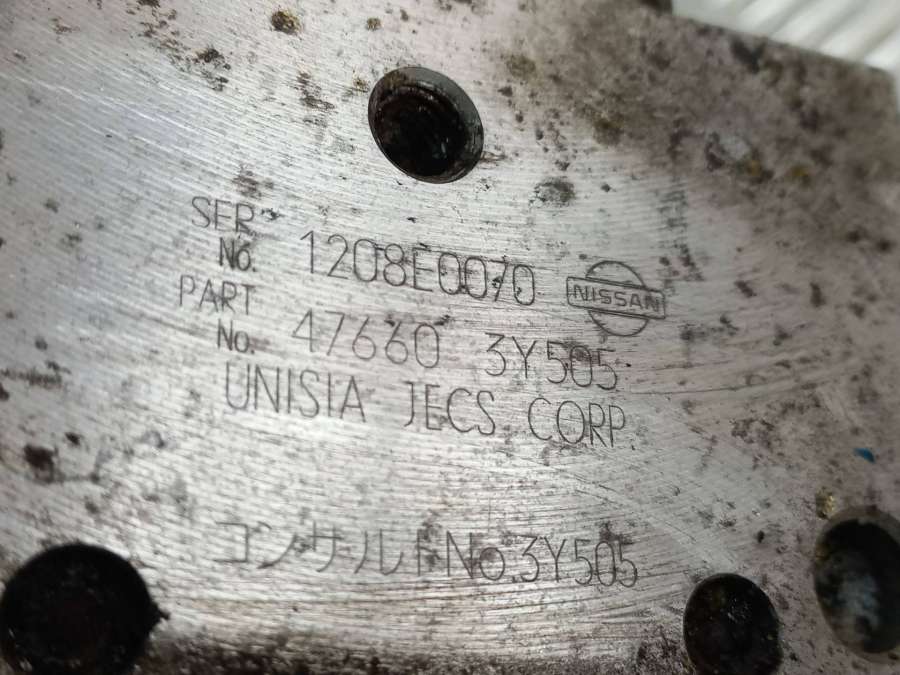 SER.
No. 1208E0070
NISSAN
PART
No. 47660 3Y505
UNISIA JECS CORP.
コンサルトNo.3Y505